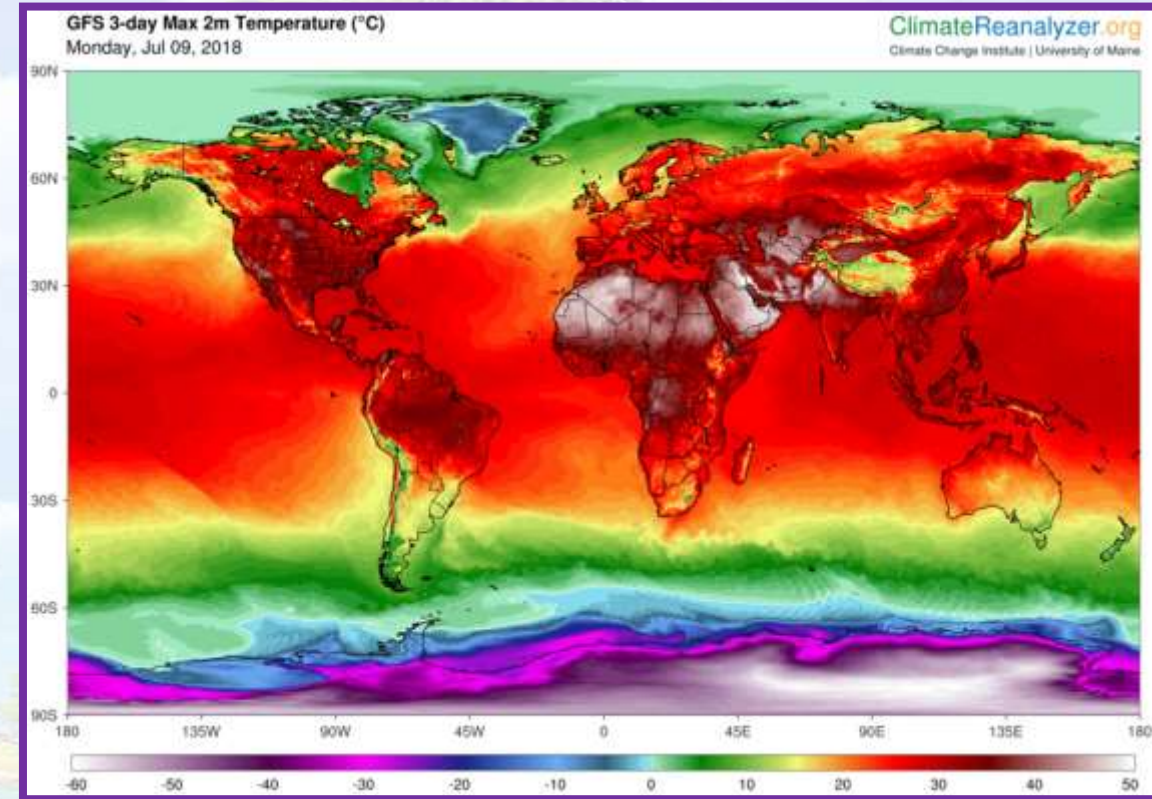 GFS 3-day Max 2m Temperature (°C)
Monday, Jul 09, 2018
ClimateReanalyzer.org
Climate Change Institute | University of Maine
90N
60N
30N
0
30S
60S
90S
180 135W 90W 45W 0 45E 90E 135E 180
-60 -50 -40 -30 -20 -10 0 10 20 30 40 50